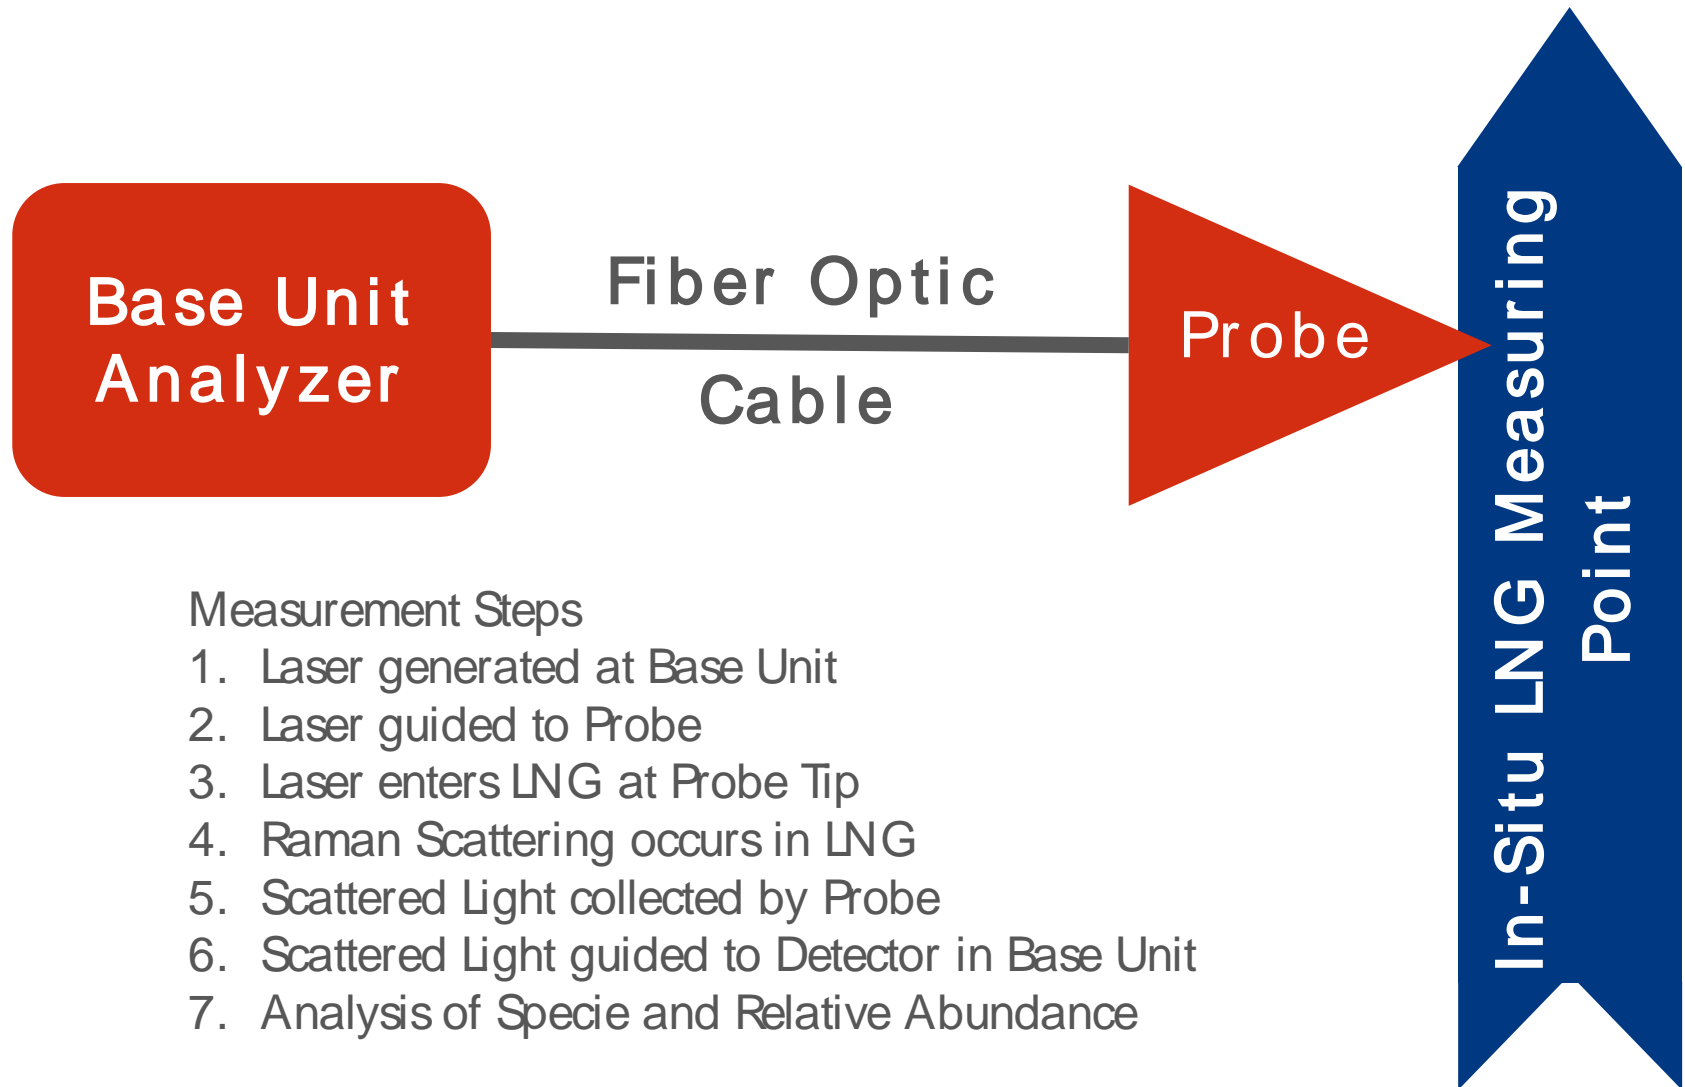 Base Unit
Analyzer
Fiber Optic
Cable
Probe
In-Situ LNG Measuring
Point
Measurement Steps
1. Laser generated at Base Unit
2. Laser guided to Probe
3. Laser enters LNG at Probe Tip
4. Raman Scattering occurs in LNG
5. Scattered Light collected by Probe
6. Scattered Light guided to Detector in Base Unit
7. Analysis of Specie and Relative Abundance